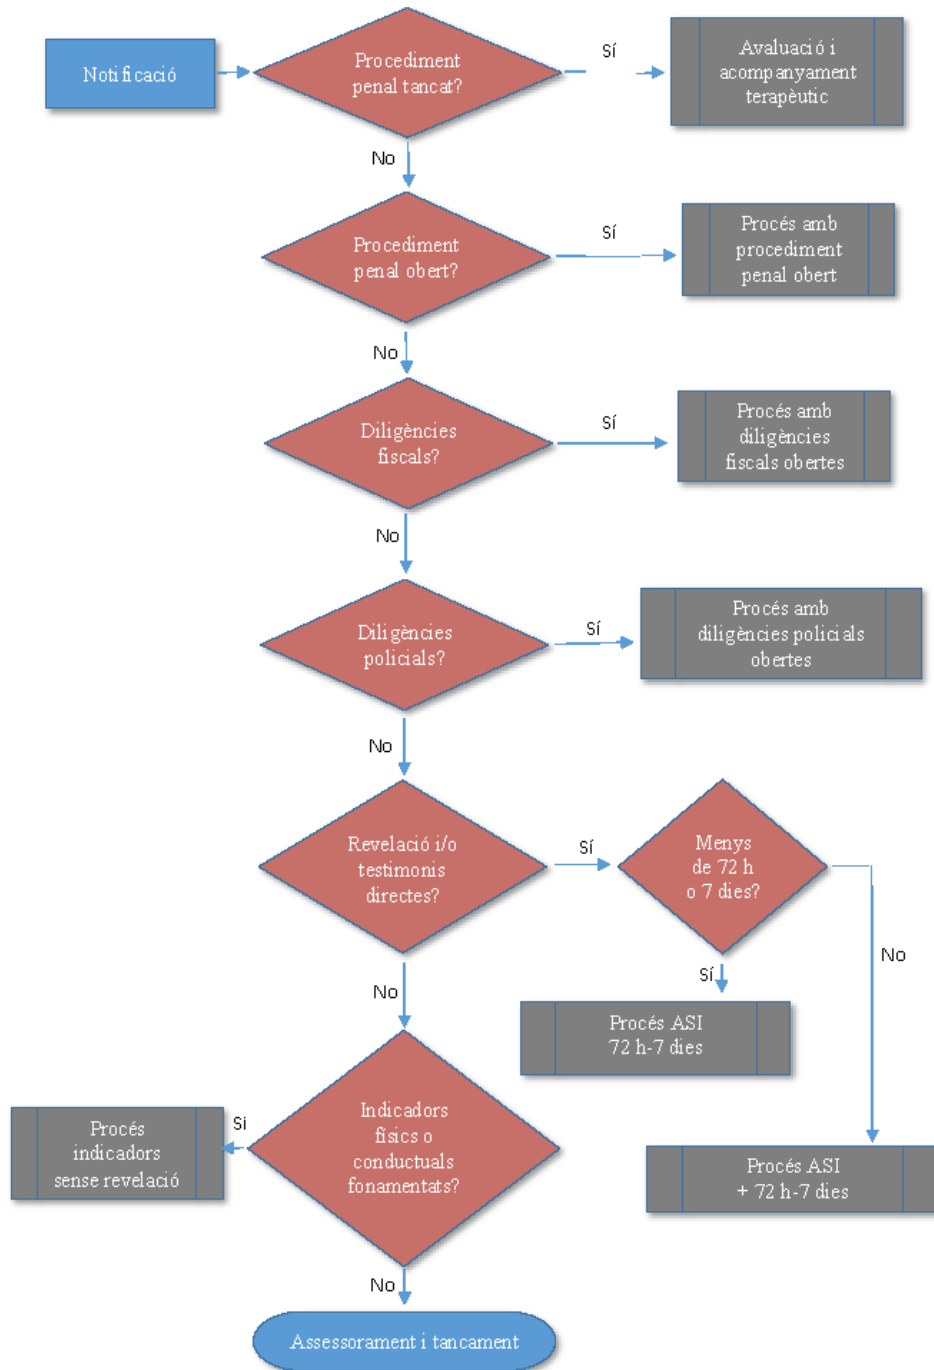 Notificació
Procediment
penal tancat?
Sí
Avaluació i
acompanyament
terapèutic
No
Procediment
penal obert?
Sí
Procés amb
procediment
penal obert
No
Diligències
fiscals?
Sí
Procés amb
diligències
fiscals obertes
No
Diligències
policials?
Sí
Procés amb
diligències policials
obertes
No
Revelació i/o
testimonis
directes?
Sí
Menys
de 72 h
o 7 dies?
No
Sí
No
Procés ASI
72 h-7 dies
Indicadors
físics o
conductuals
fonamentats?
Si
Procés
indicadors
sense revelació
Procés ASI
+ 72 h-7 dies
No
Assessorament i tancament